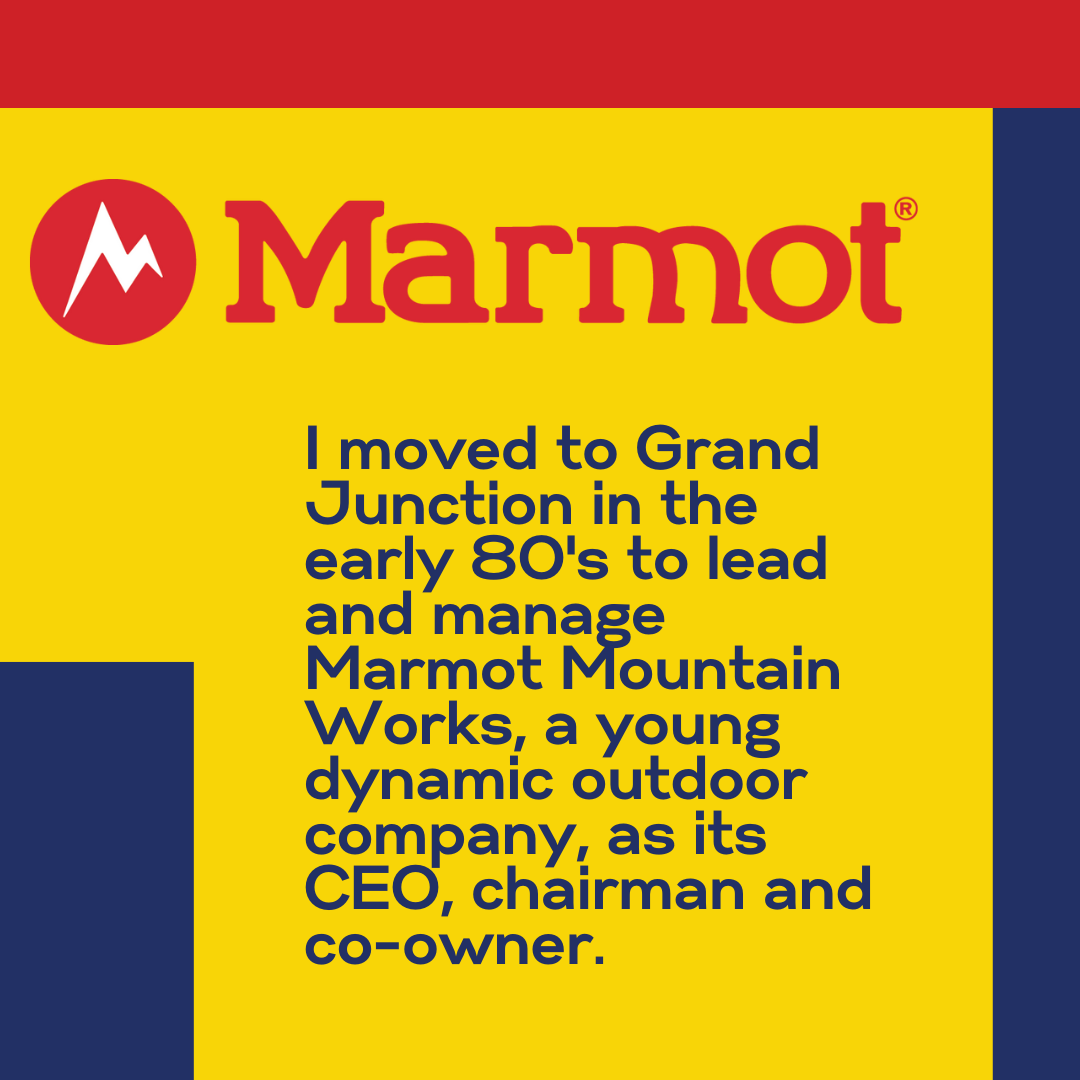 Marmot®
I moved to Grand
Junction in the
early 80's to lead
and manage
Marmot Mountain
Works, a young
dynamic outdoor
company, as its
CEO, chairman and
co-owner.